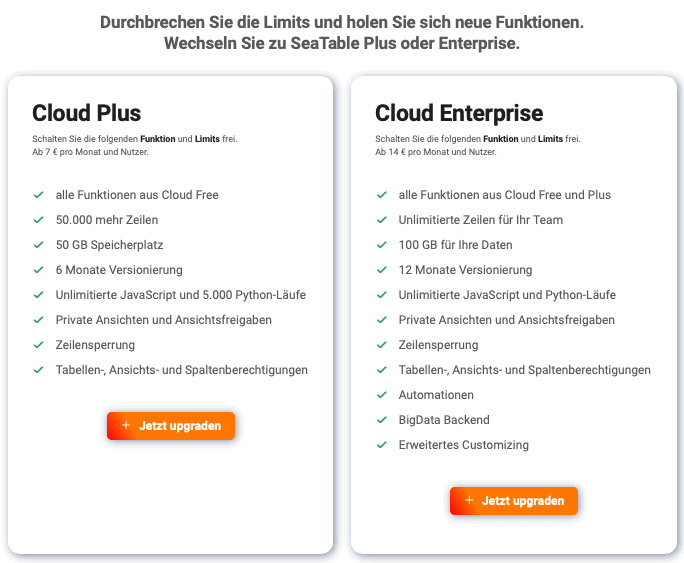 Durchbrechen Sie die Limits und holen Sie sich neue Funktionen.
Wechseln Sie zu SeaTable Plus oder Enterprise.
Cloud Plus
Schalten Sie die folgenden Funktion und Limits frei.
Ab 7 € pro Monat und Nutzer.
alle Funktionen aus Cloud Free
50.000 mehr Zeilen
50 GB Speicherplatz
6 Monate Versionierung
Unlimitierte JavaScript und 5.000 Python-Läufe
Private Ansichten und Ansichtsfreigaben
Zeilensperrung
Tabellen-, Ansichts- und Spaltenberechtigungen
+ Jetzt upgraden
Cloud Enterprise
Schalten Sie die folgenden Funktion und Limits frei.
Ab 14 € pro Monat und Nutzer.
alle Funktionen aus Cloud Free und Plus
Unlimitierte Zeilen für Ihr Team
100 GB für Ihre Daten
12 Monate Versionierung
Unlimitierte JavaScript und Python-Läufe
Private Ansichten und Ansichtsfreigaben
Zeilensperrung
Tabellen-, Ansichts- und Spaltenberechtigungen
Automationen
BigData Backend
Erweitertes Customizing
+ Jetzt upgraden